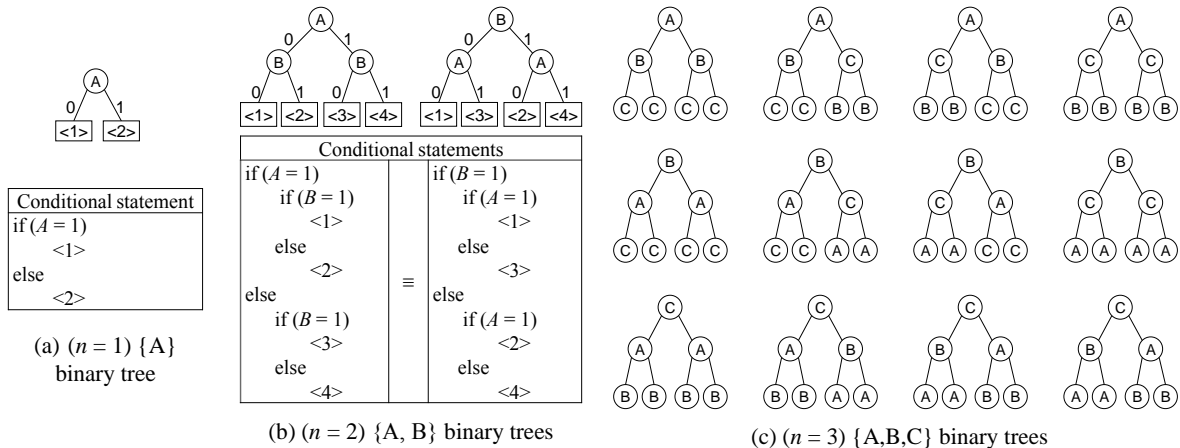 A
0 1
<1> <2>
Conditional statement
if (A = 1)
<1>
else
<2>
(a) (n = 1) {A}
binary tree
A
0 1
B B
0 1 0 1
<1> <2> <3> <4>
B
0 1
A A
0 1 0 1
<1> <3> <2> <4>
Conditional statements
if (A = 1)
if (B = 1)
<1>
else
<2>
else
if (B = 1)
<3>
else
<4>
≡
if (B = 1)
if (A = 1)
<1>
else
<3>
else
if (A = 1)
<2>
else
<4>
(b) (n = 2) {A, B} binary trees
A A A A
B B B C C B C C
C C C C C C B B B B C C B B B B
B B B B
A A A C C A C C
C C C C C C A A A A C C A A A A
C C C C
A A A B B A B A
B B B B B B A A A A B B A A B B
(c) (n = 3) {A,B,C} binary trees